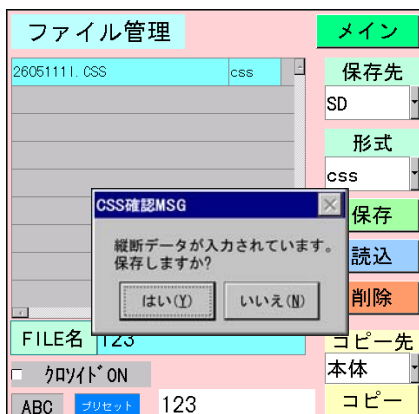 ファイル管理
メイン
2605111I.CSS
css
保存先
SD
形式
css
CSS確認MSG
縦断データが入力されています。
保存しますか?
はい(Y)
いいえ(N)
保存
読込
削除
FILE名
123
コピー先
クロソイドON
本体
ABC
プリセット
123
コピー